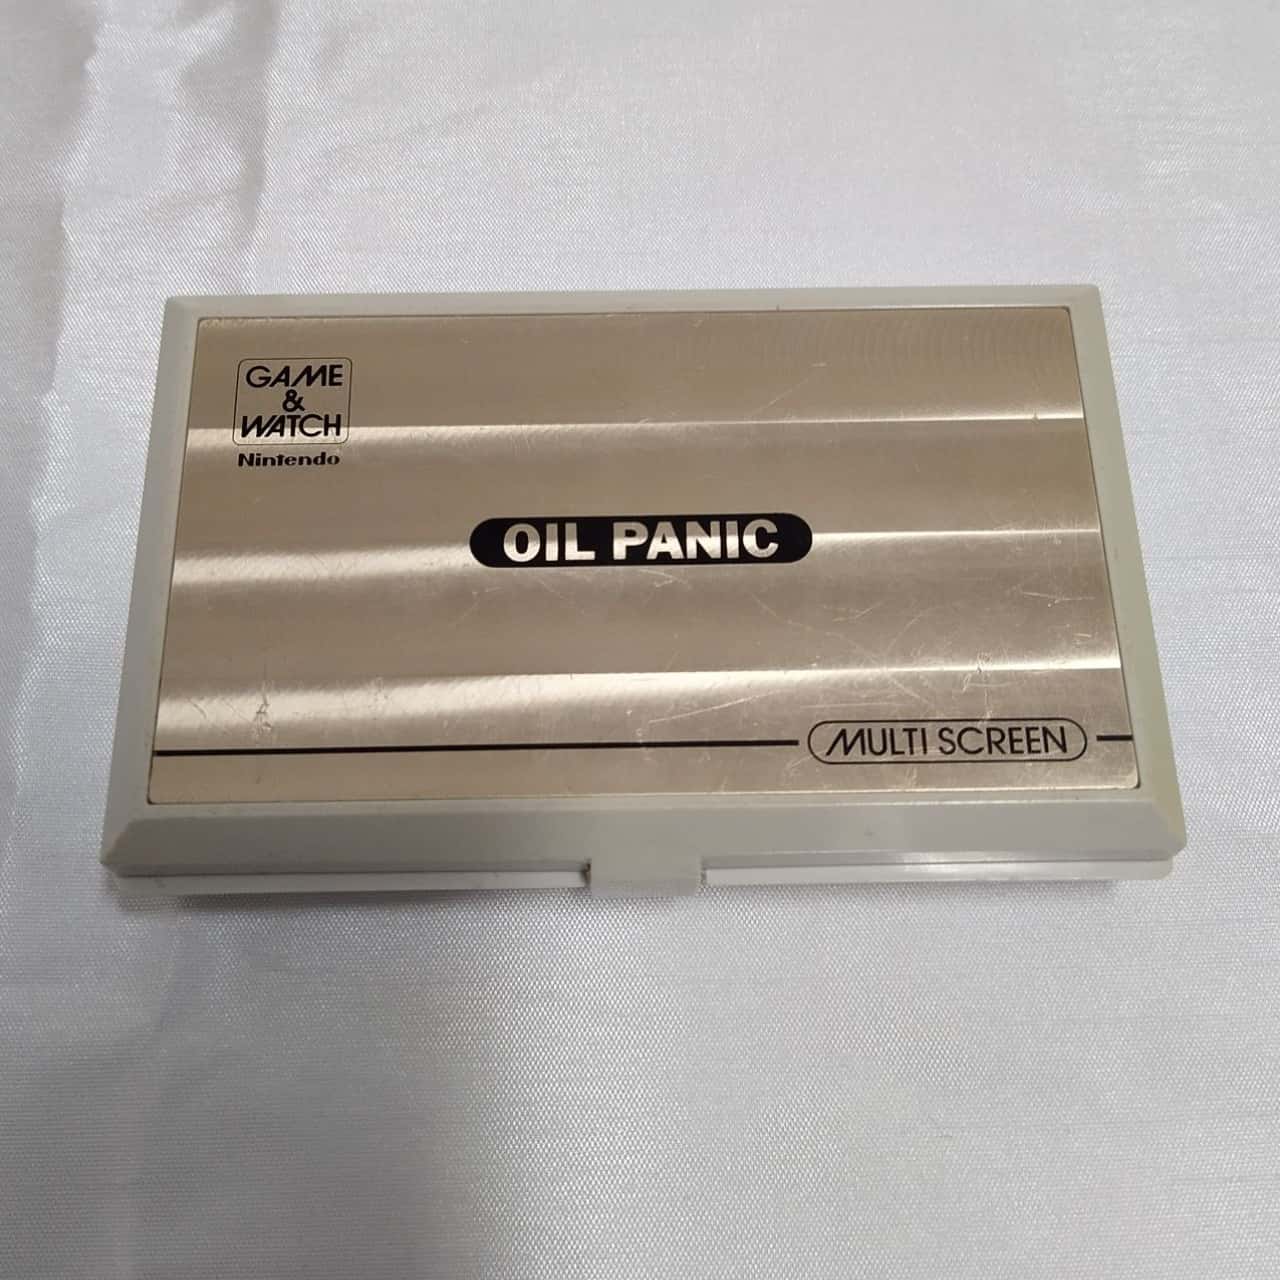 GAME
&
WATCH
Nintendo
OIL PANIC
MULTI SCREEN